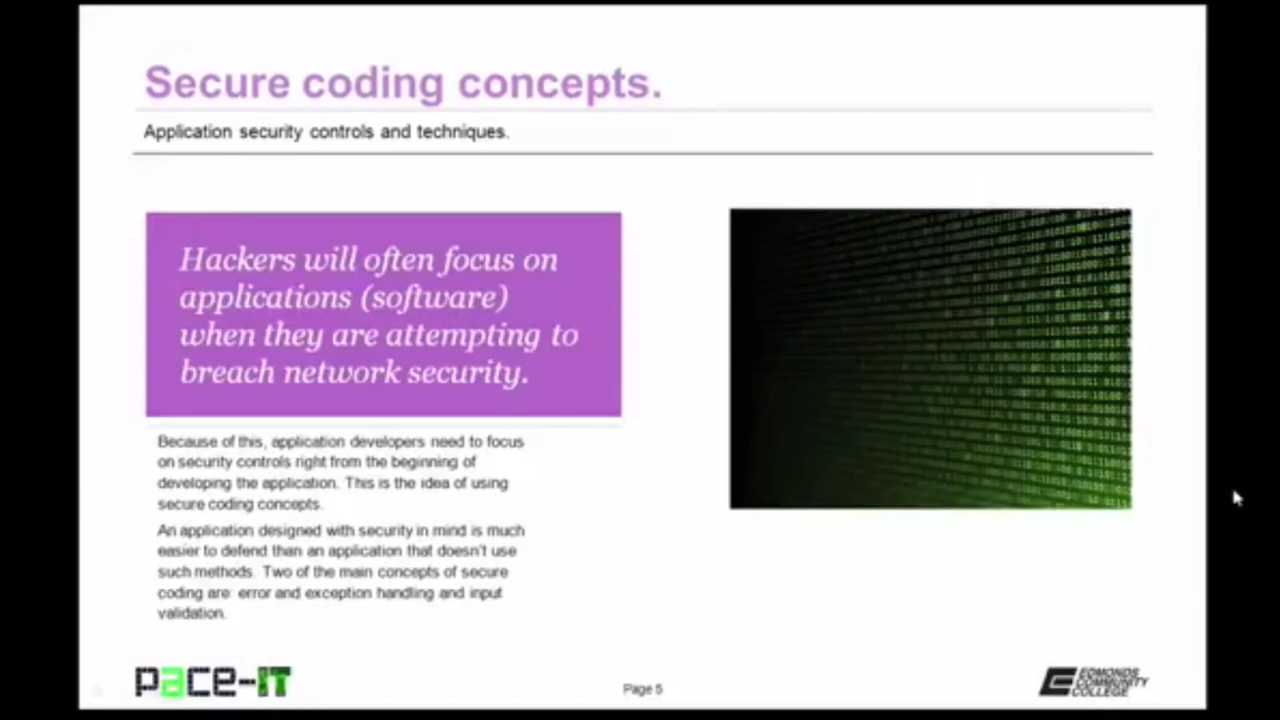 Secure coding concepts.
Application security controls and techniques.
Hackers will often focus on
applications (software)
when they are attempting to
breach network security.
Because of this, application developers need to focus
on security controls right from the beginning of
developing the application. This is the idea of using
secure coding concepts.
An application designed with security in mind is much
easier to defend than an application that doesn't use
such methods. Two of the main concepts of secure
coding are: error and exception handling and input
validation.
pace-IT
Page 5
EDMONDS
COMMUNITY
COLLEGE